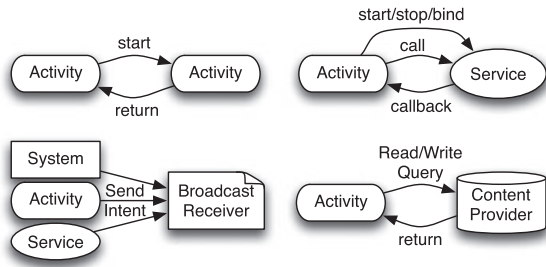 start
Activity
Activity
return
start/stop/bind
call
Activity
Service
callback
System
Activity
Service
Send
Intent
Broadcast
Receiver
Read/Write
Query
Activity
Content
Provider
return